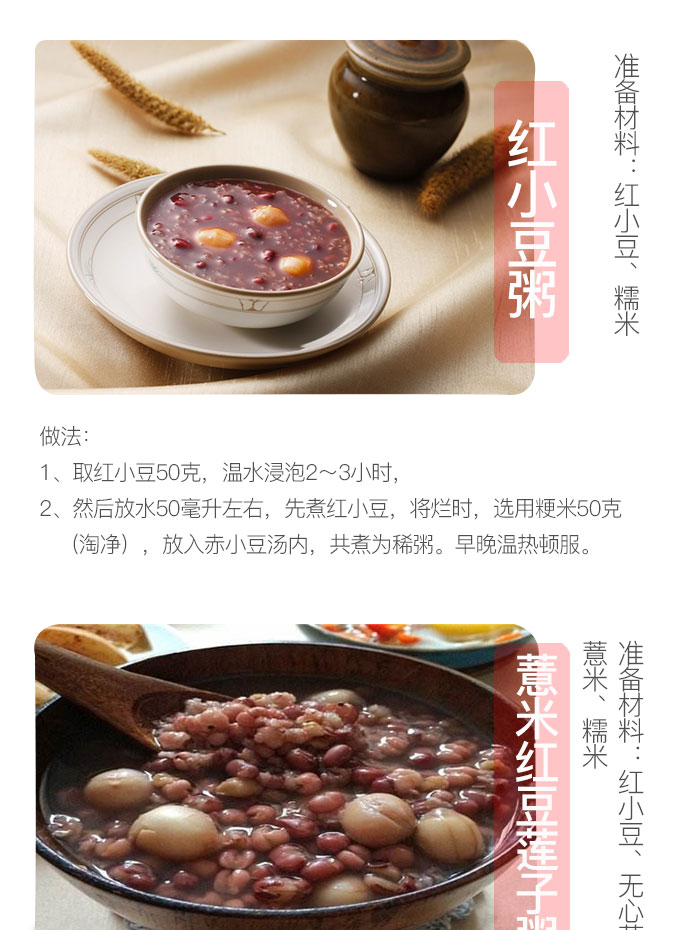 红小豆粥
准备材料：红小豆、糯米
做法：
1、取红小豆50克，温水浸泡2～3小时，
2、然后放水50毫升左右，先煮红小豆，将烂时，选用粳米50克
（淘净），放入赤小豆汤内，共煮为稀粥。早晚温热顿服。
薏米红豆莲子粥
准备材料：红小豆、无心
薏米、糯米